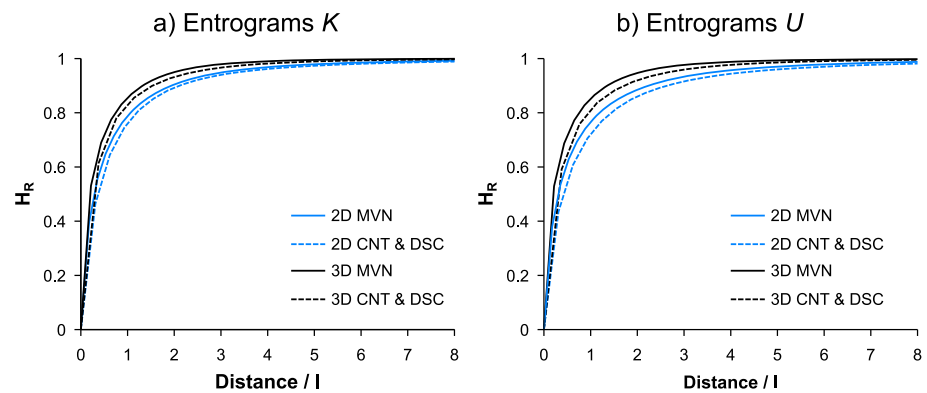 a) Entrograms K
1
0.8
0.6
0.4
0.2
0
H_R
2D MVN
2D CNT & DSC
3D MVN
3D CNT & DSC
0 1 2 3 4 5 6 7 8
Distance / I
b) Entrograms U
1
0.8
0.6
0.4
0.2
0
H_R
2D MVN
2D CNT & DSC
3D MVN
3D CNT & DSC
0 1 2 3 4 5 6 7 8
Distance / I